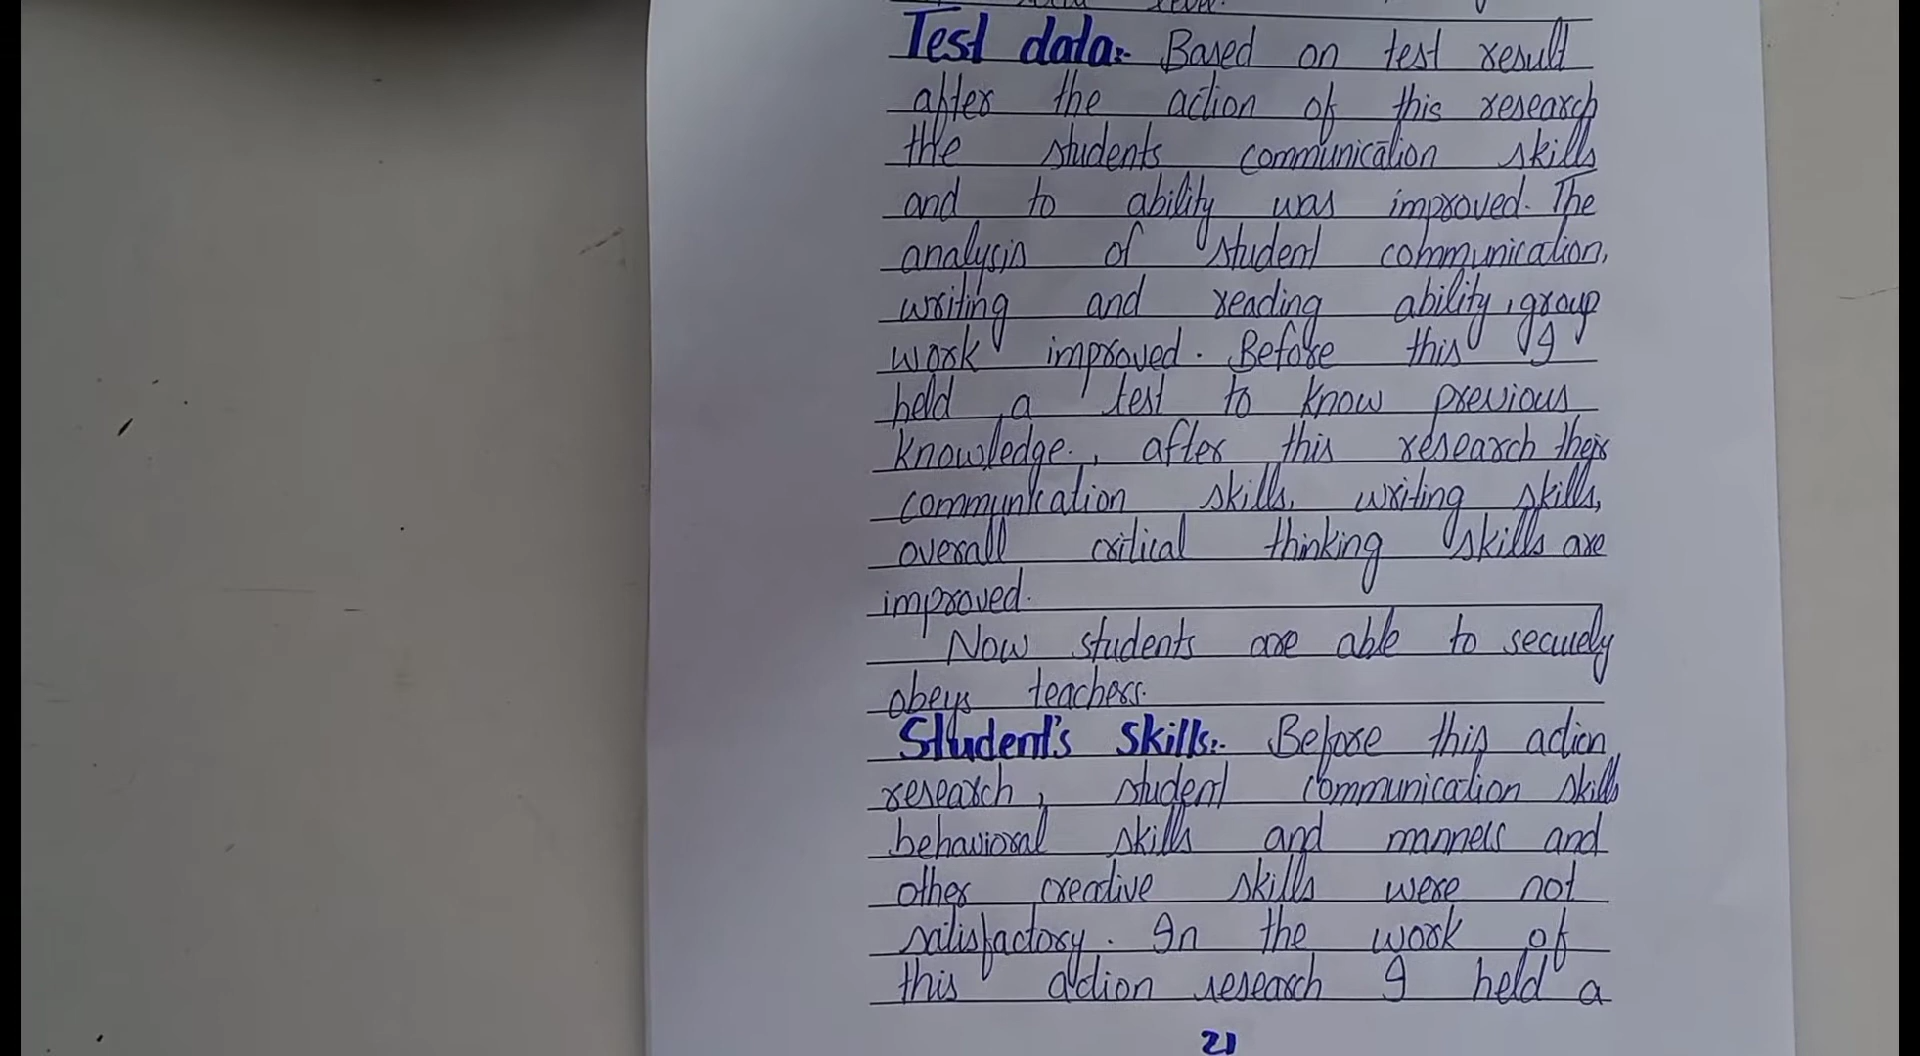 level.
Test data:- Based on test result
after the action of this research
the students communication skills
and to ability was improved. The
analysis of student communication,
writing and reading ability, group
work improved. Before this I
held a test to know previous
knowledge., after this research their
communication skills, writing skills,
overall critical thinking skills are
improved.
Now students are able to securely
obeys teachers.
Student's Skills:- Before this action
research, student communication skills
behavioral skills and manners and
other creative skills were not
satisfactory. In the work of
this action research I held a
21